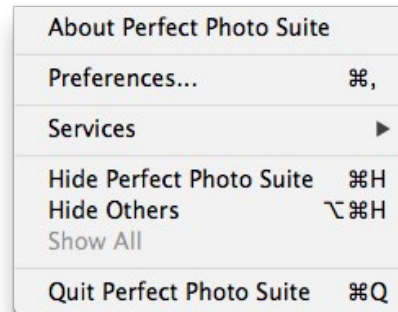 About Perfect Photo Suite
Preferences... ⌘,
Services ▶
Hide Perfect Photo Suite ⌘H
Hide Others ⌥⌘H
Show All
Quit Perfect Photo Suite ⌘Q